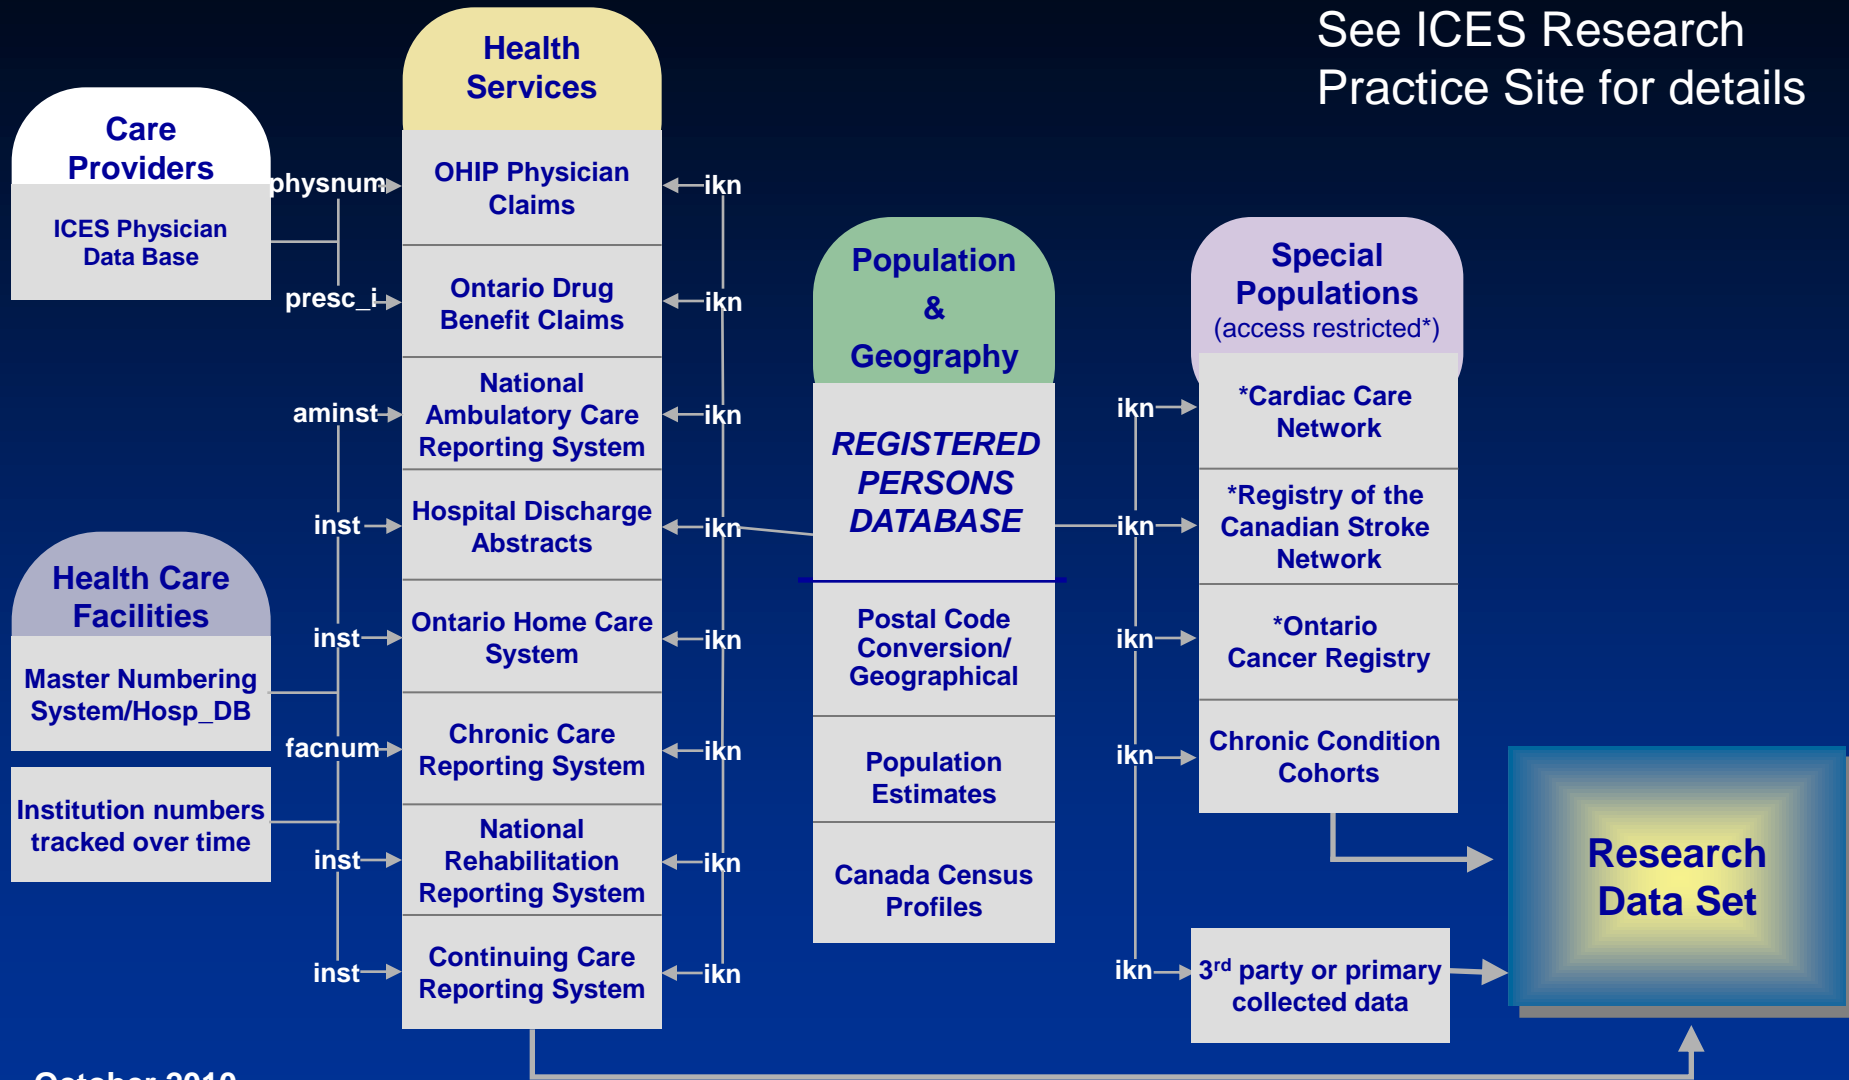 See ICES Research
Practice Site for details
Care
Providers
ICES Physician
Data Base
physnum
presc_i
Health
Services
OHIP Physician
Claims
Ontario Drug
Benefit Claims
National
Ambulatory Care
Reporting System
Hospital Discharge
Abstracts
Ontario Home Care
System
Chronic Care
Reporting System
National
Rehabilitation
Reporting System
Continuing Care
Reporting System
Health Care
Facilities
Master Numbering
System/Hosp_DB
Institution numbers
tracked over time
aminst
inst
inst
facnum
inst
inst
ikn
ikn
ikn
ikn
ikn
ikn
ikn
ikn
Population
&
Geography
REGISTERED
PERSONS
DATABASE
Postal Code
Conversion/
Geographical
Population
Estimates
Canada Census
Profiles
ikn
ikn
ikn
ikn
ikn
Special
Populations
(access restricted*)
*Cardiac Care
Network
*Registry of the
Canadian Stroke
Network
*Ontario
Cancer Registry
Chronic Condition
Cohorts
3rd party or primary
collected data
Research
Data Set
October 2010